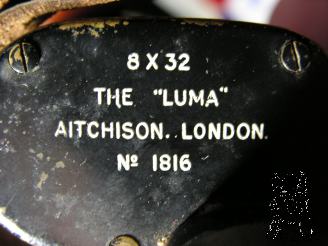 8 X 32
THE "LUMA"
AITCHISON. LONDON.
Nº 1816